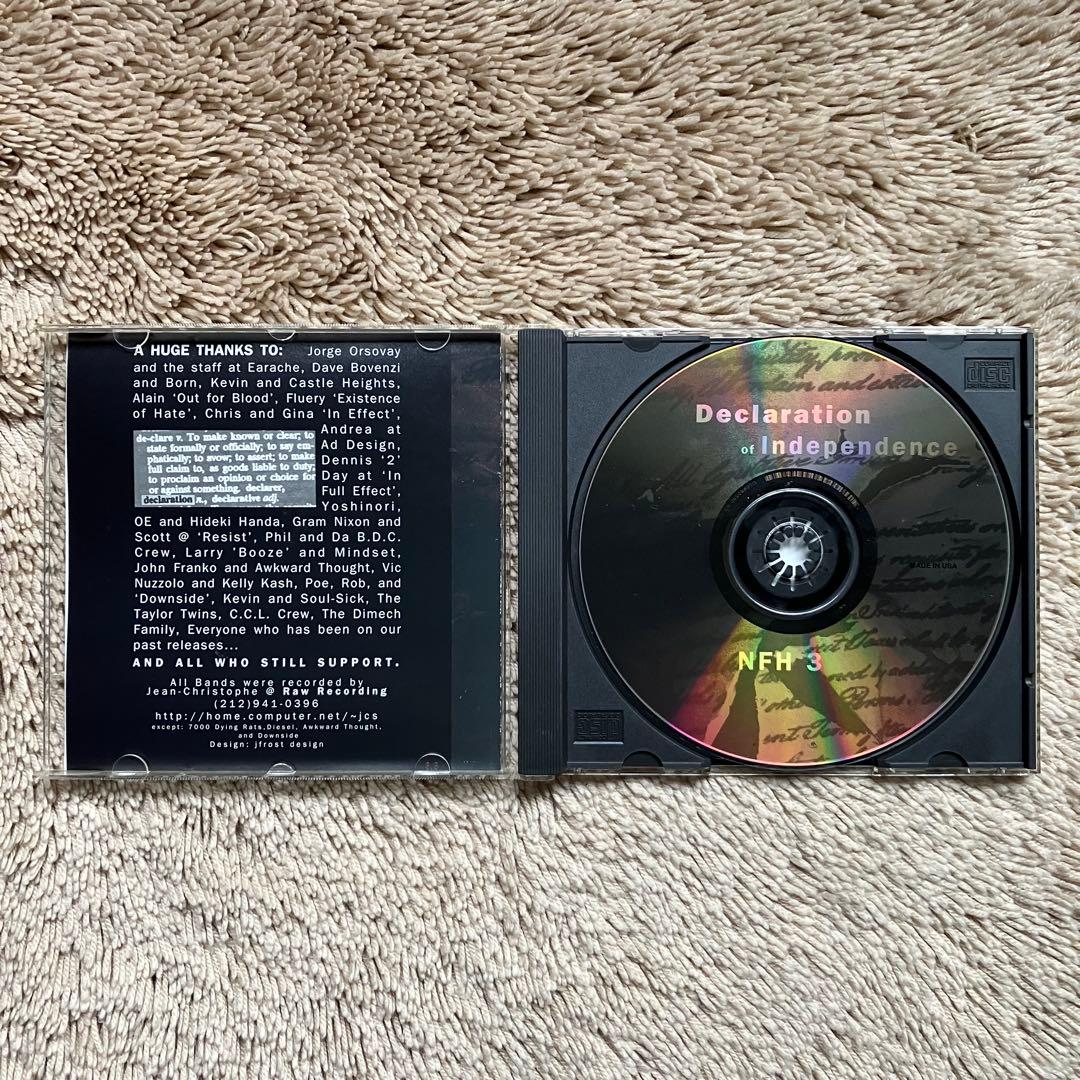 A HUGE THANKS TO: Jorge Orsovay
and the staff at Earache, Dave Bovenzi
and Born, Kevin and Castle Heights,
Alain ‘Out for Blood’, Fluery ‘Existence
of Hate’, Chris and Gina ‘In Effect’,
Andrea at
Ad Design,
Dennis ‘2’
Day at ‘In
Full Effect’,
Yoshinori,
de-clare v. To make known or clear; to
state formally or officially; to say em-
phatically; to avow; to assert; to make
full claim to, as goods liable to duty;
to proclaim an opinion or choice for
or against something. declarer,
declaration n., declarative adj.
OE and Hideki Handa, Gram Nixon and
Scott @ ‘Resist’, Phil and Da B.D.C.
Crew, Larry ’Booze’ and Mindset,
John Franko and Awkward Thought, Vic
Nuzzolo and Kelly Kash, Poe, Rob, and
‘Downside’, Kevin and Soul-Sick, The
Taylor Twins, C.C.L. Crew, The Dimech
Family, Everyone who has been on our
past releases...
AND ALL WHO STILL SUPPORT.
All Bands were recorded by
Jean-Christophe @ Raw Recording
(212)941-0396
http://home.computer.net/~jcs
except: 7000 Dying Rats,Diesel, Awkward Thought,
and Downside
Design: jfrost design
Declaration
of Independence
MADE IN USA
NFH 3
disc